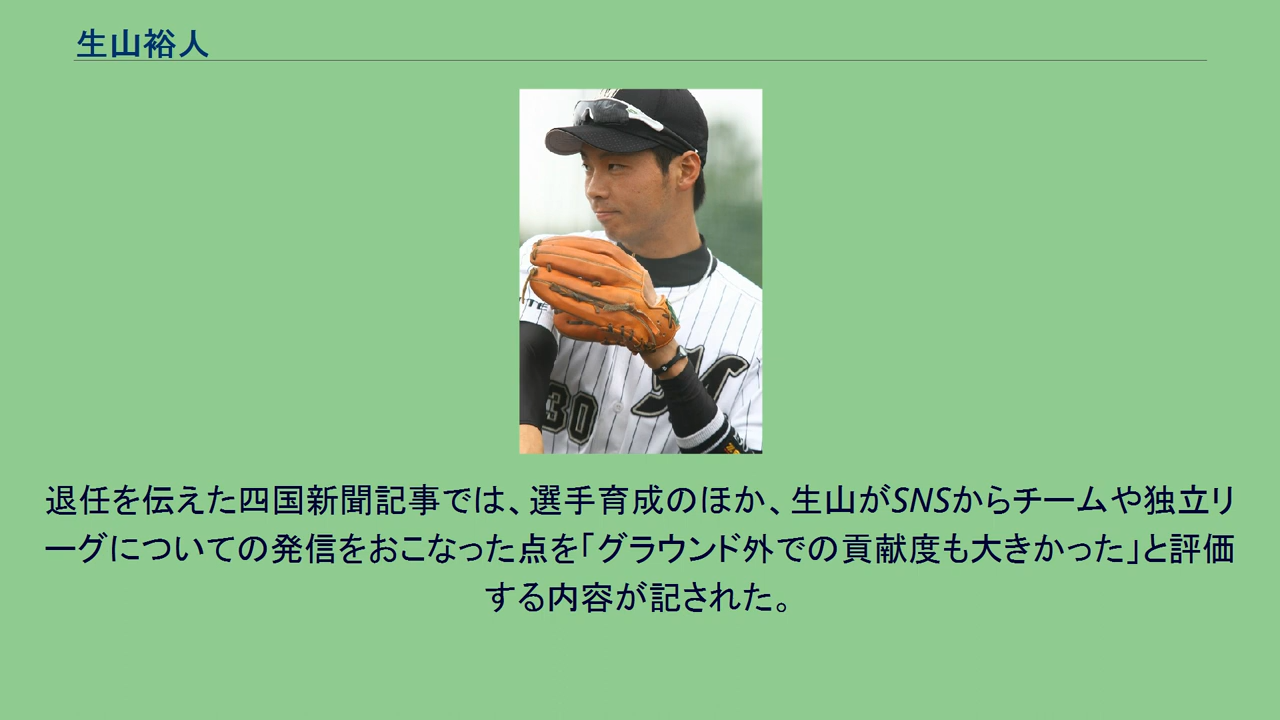 生山裕人
30
退任を伝えた四国新聞記事では、選手育成のほか、生山がSNSからチームや独立リ
ーグについての発信をおこなった点を「グラウンド外での貢献度も大きかった」と評価
する内容が記された。